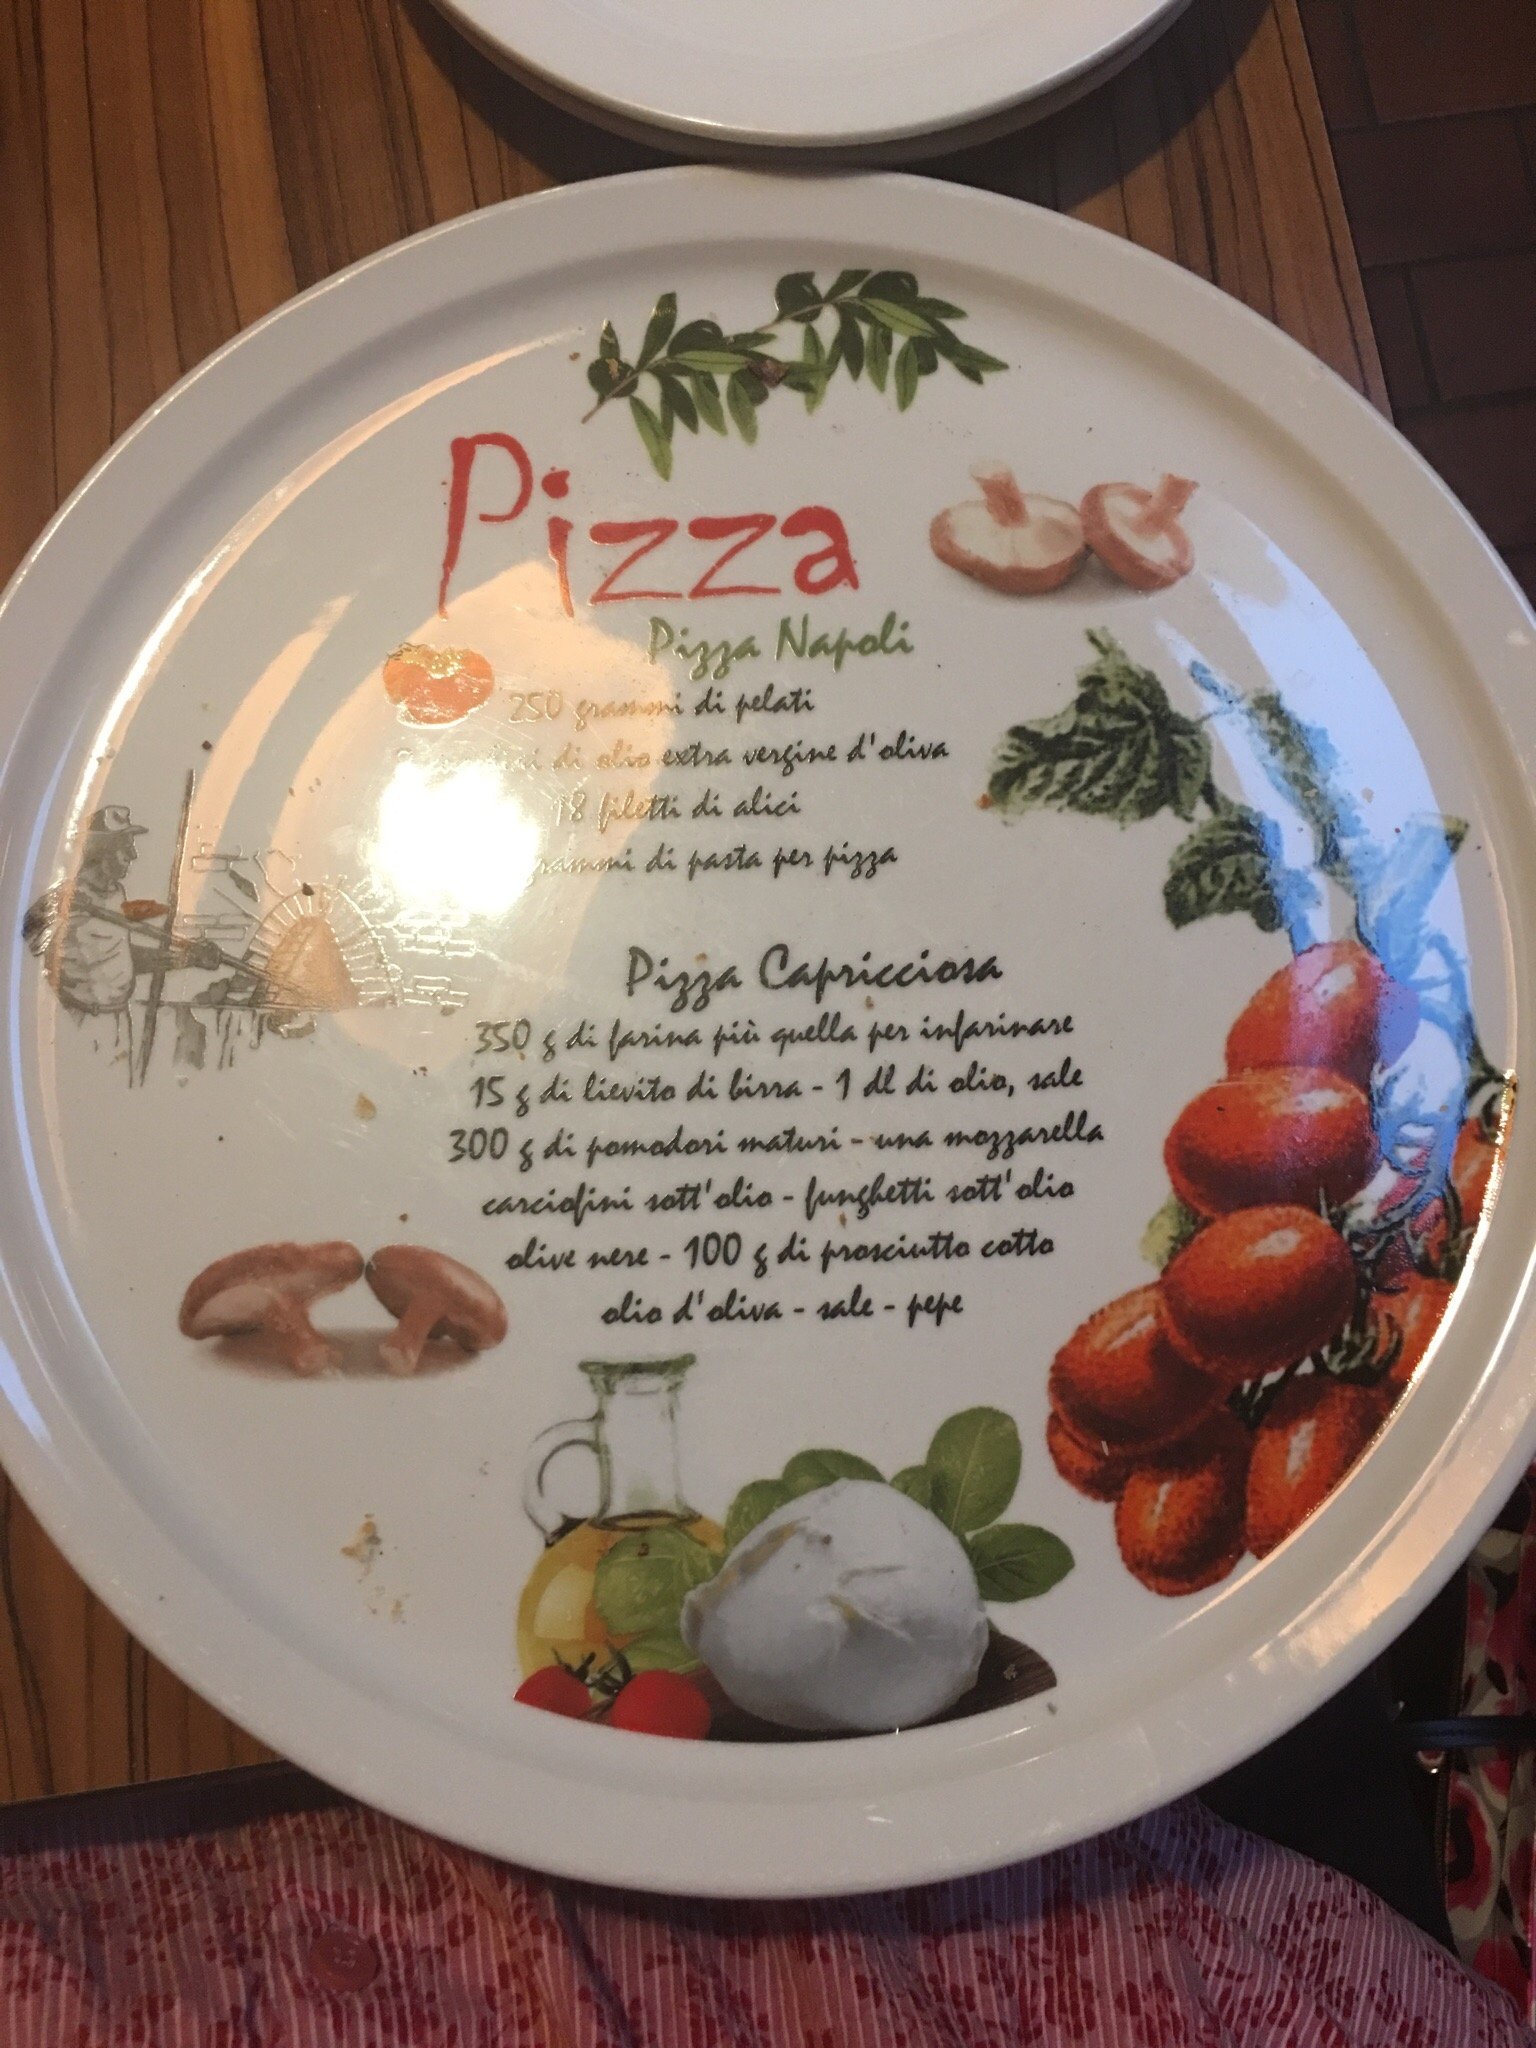 Pizza
Pizza Napoli
250 grammi di pelati
di olio extra vergine d'oliva
18 filetti di alici
grammi di pasta per pizza
Pizza Capricciosa
350 g di farina più quella per infarinare
15 g di lievito di birra - 1 dl di olio, sale
300 g di pomodori maturi - una mozzarella
carciofini sott'olio - funghetti sott'olio
olive nere - 100 g di prosciutto cotto
olio d'oliva - sale - pepe